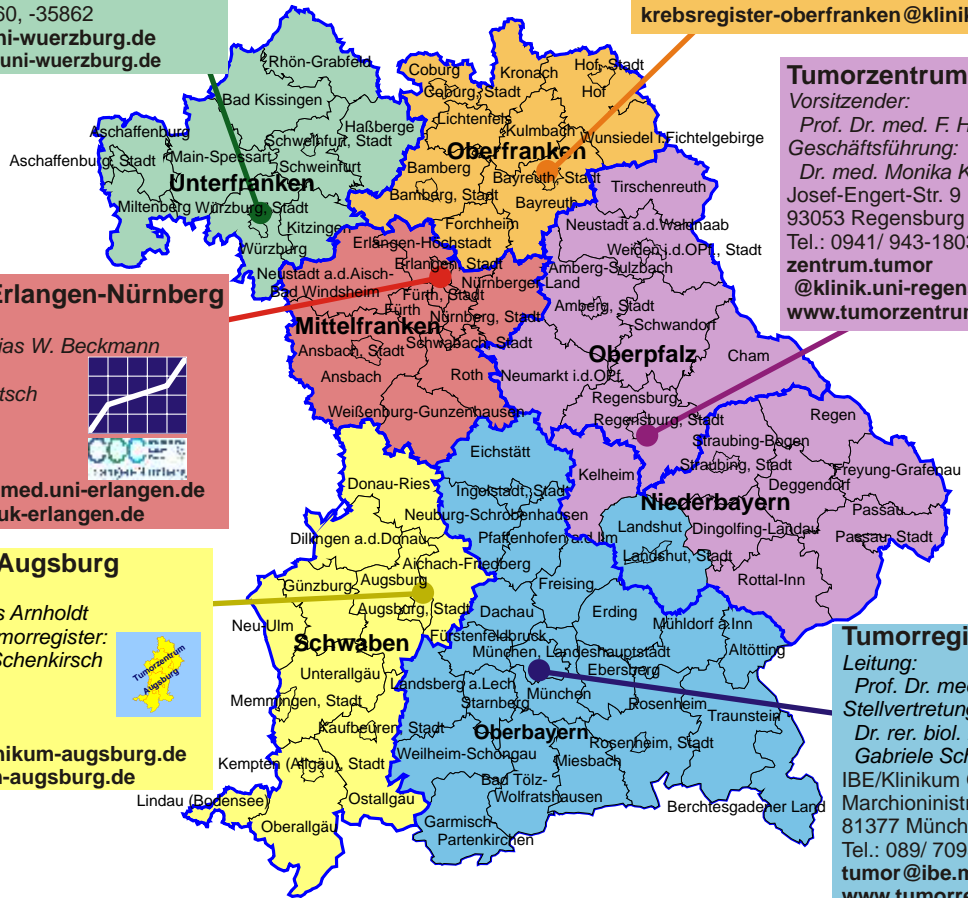 60, -35862
ni-wuerzburg.de
uni-wuerzburg.de
krebsregister-oberfranken@klinik
Tumorzentrum
Vorsitzender:
Prof. Dr. med. F. H
Geschäftsführung:
Dr. med. Monika K
Josef-Engert-Str. 9
93053 Regensburg
Tel.: 0941/ 943-1803
zentrum.tumor
@klinik.uni-regen
www.tumorzentrum
Rhön-Grabfeld
Bad Kissingen
Aschaffenburg
Haßberge
Schweinfurt, Stadt
Aschaffenburg, Stadt
Main-Spessart
Schweinfurt
Unterfranken
Miltenberg
Würzburg, Stadt
Kitzingen
Würzburg
Coburg
Kronach
Hof, Stadt
Coburg, Stadt
Hof
Lichtenfels
Kulmbach
Wunsiedel i.Fichtelgebirge
Oberfranken
Bamberg
Bayreuth, Stadt
Bamberg, Stadt
Bayreuth
Forchheim
Tirschenreuth
Neustadt a.d.Waldnaab
Weiden i.d.OPf., Stadt
Amberg-Sulzbach
Amberg, Stadt
Schwandorf
Oberpfalz
Cham
Neumarkt i.d.OPf.
Regensburg
Regensburg, Stadt
Erlangen-Höchstadt
Erlangen, Stadt
Neustadt a.d.Aisch-
Bad Windsheim
Nürnberger Land
Fürth, Stadt
Fürth
Nürnberg, Stadt
Mittelfranken
Schwabach, Stadt
Ansbach, Stadt
Ansbach
Roth
Weißenburg-Gunzenhausen
Erlangen-Nürnberg
ias W. Beckmann
tsch
CCC
Erlangen-Nürnberg
med.uni-erlangen.de
uk-erlangen.de
Regen
Straubing-Bogen
Straubing, Stadt
Freyung-Grafenau
Deggendorf
Kelheim
Niederbayern
Passau
Landshut
Dingolfing-Landau
Passau, Stadt
Landshut, Stadt
Rottal-Inn
Eichstätt
Ingolstadt, Stadt
Neuburg-Schrobenhausen
Pfaffenhofen a.d.Ilm
Freising
Dachau
Erding
Mühldorf a.Inn
Fürstenfeldbruck
München, Landeshauptstadt
Altötting
Ebersberg
Landsberg a.Lech
München
Starnberg
Rosenheim
Traunstein
Oberbayern
Rosenheim, Stadt
Weilheim-Schongau
Miesbach
Bad Tölz-
Wolfratshausen
Berchtesgadener Land
Garmisch-
Partenkirchen
Donau-Ries
Dillingen a.d.Donau
Aichach-Friedberg
Günzburg
Augsburg
Augsburg, Stadt
Neu-Ulm
Schwaben
Unterallgäu
Memmingen, Stadt
Kaufbeuren, Stadt
Kempten (Allgäu), Stadt
Lindau (Bodensee)
Ostallgäu
Oberallgäu
Augsburg
s Arnholdt
morregister:
Schenkirsch
Tumorzentrum
Augsburg
nikum-augsburg.de
n-augsburg.de
Tumorregi
Leitung:
Prof. Dr. med
Stellvertretung
Dr. rer. biol.
Gabriele Sch
IBE/Klinikum G
Marchioninistr
81377 Münch
Tel.: 089/ 709
tumor@ibe.m
www.tumorre